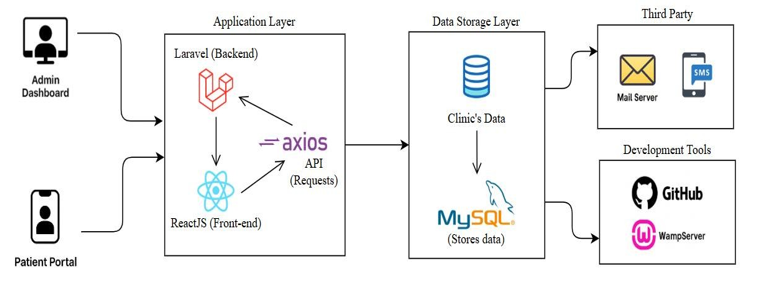 Application Layer
Data Storage Layer
Third Party
Laravel (Backend)
Admin
Dashboard
SMS
Mail Server
Clinic's Data
axios
API
(Requests)
Development Tools
GitHub
ReactJS (Front-end)
MySQL
(Stores data)
WampServer
Patient Portal